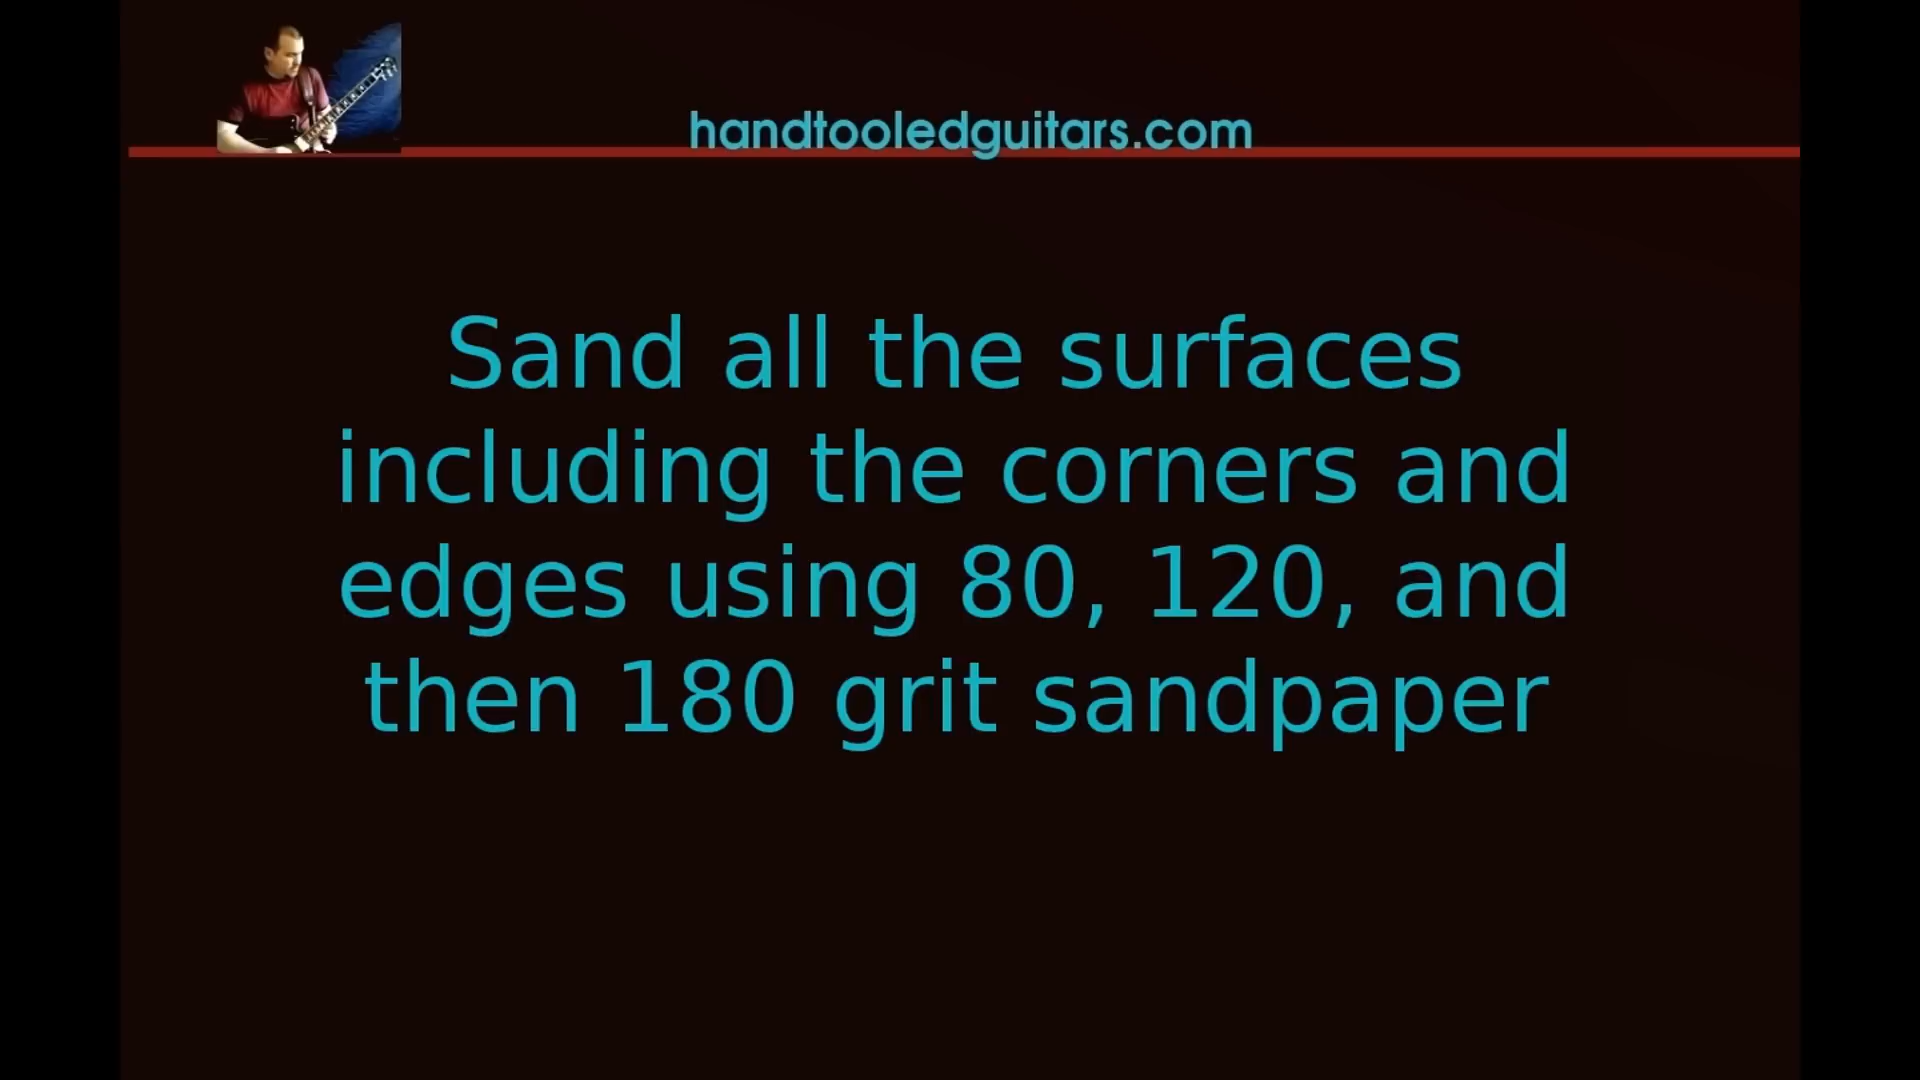 handtooledguitars.com
Sand all the surfaces
including the corners and
edges using 80, 120, and
then 180 grit sandpaper